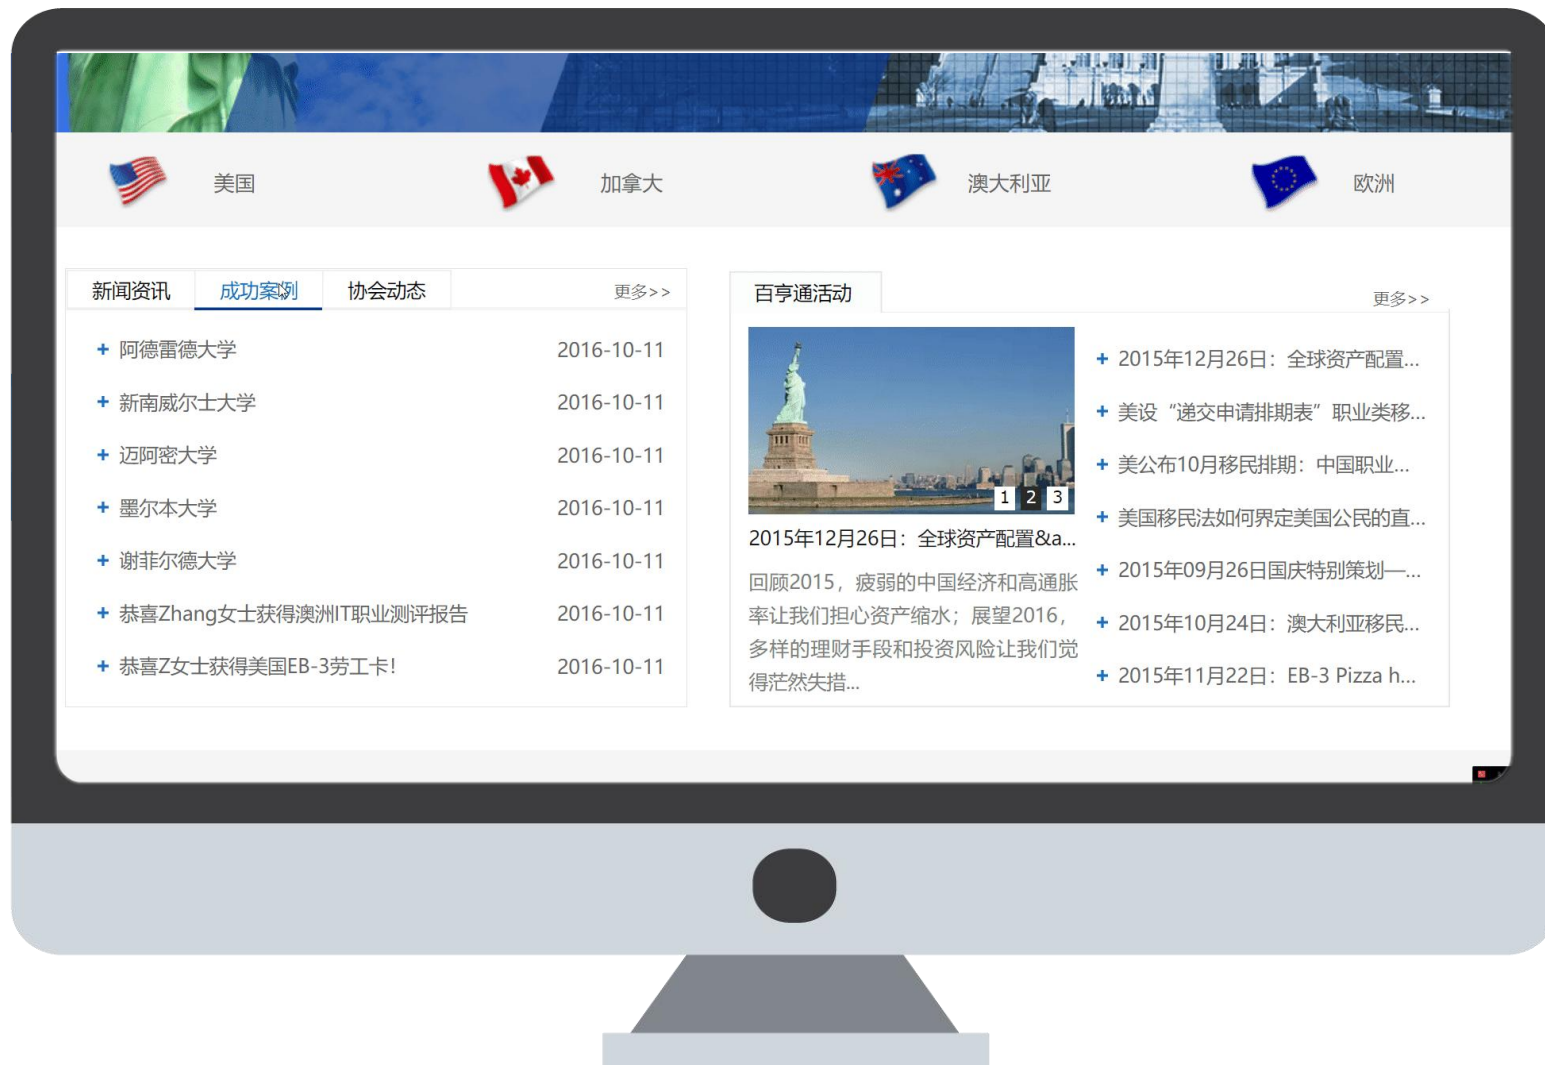 美国
加拿大
澳大利亚
欧洲
新闻资讯 成功案例 协会动态 更多>>
阿德雷德大学 2016-10-11
新南威尔士大学 2016-10-11
迈阿密大学 2016-10-11
墨尔本大学 2016-10-11
谢菲尔德大学 2016-10-11
恭喜Zhang女士获得澳洲IT职业测评报告 2016-10-11
恭喜Z女士获得美国EB-3劳工卡! 2016-10-11
百亨通活动 更多>>
1 2 3
2015年12月26日：全球资产配置&a...
回顾2015，疲弱的中国经济和高通胀
率让我们担心资产缩水；展望2016，
多样的理财手段和投资风险让我们觉
得茫然失措...
2015年12月26日：全球资产配置...
美设“递交申请排期表”职业类移...
美公布10月移民排期：中国职业...
美国移民法如何界定美国公民的直...
2015年09月26日国庆特别策划—...
2015年10月24日：澳大利亚移民...
2015年11月22日：EB-3 Pizza h...